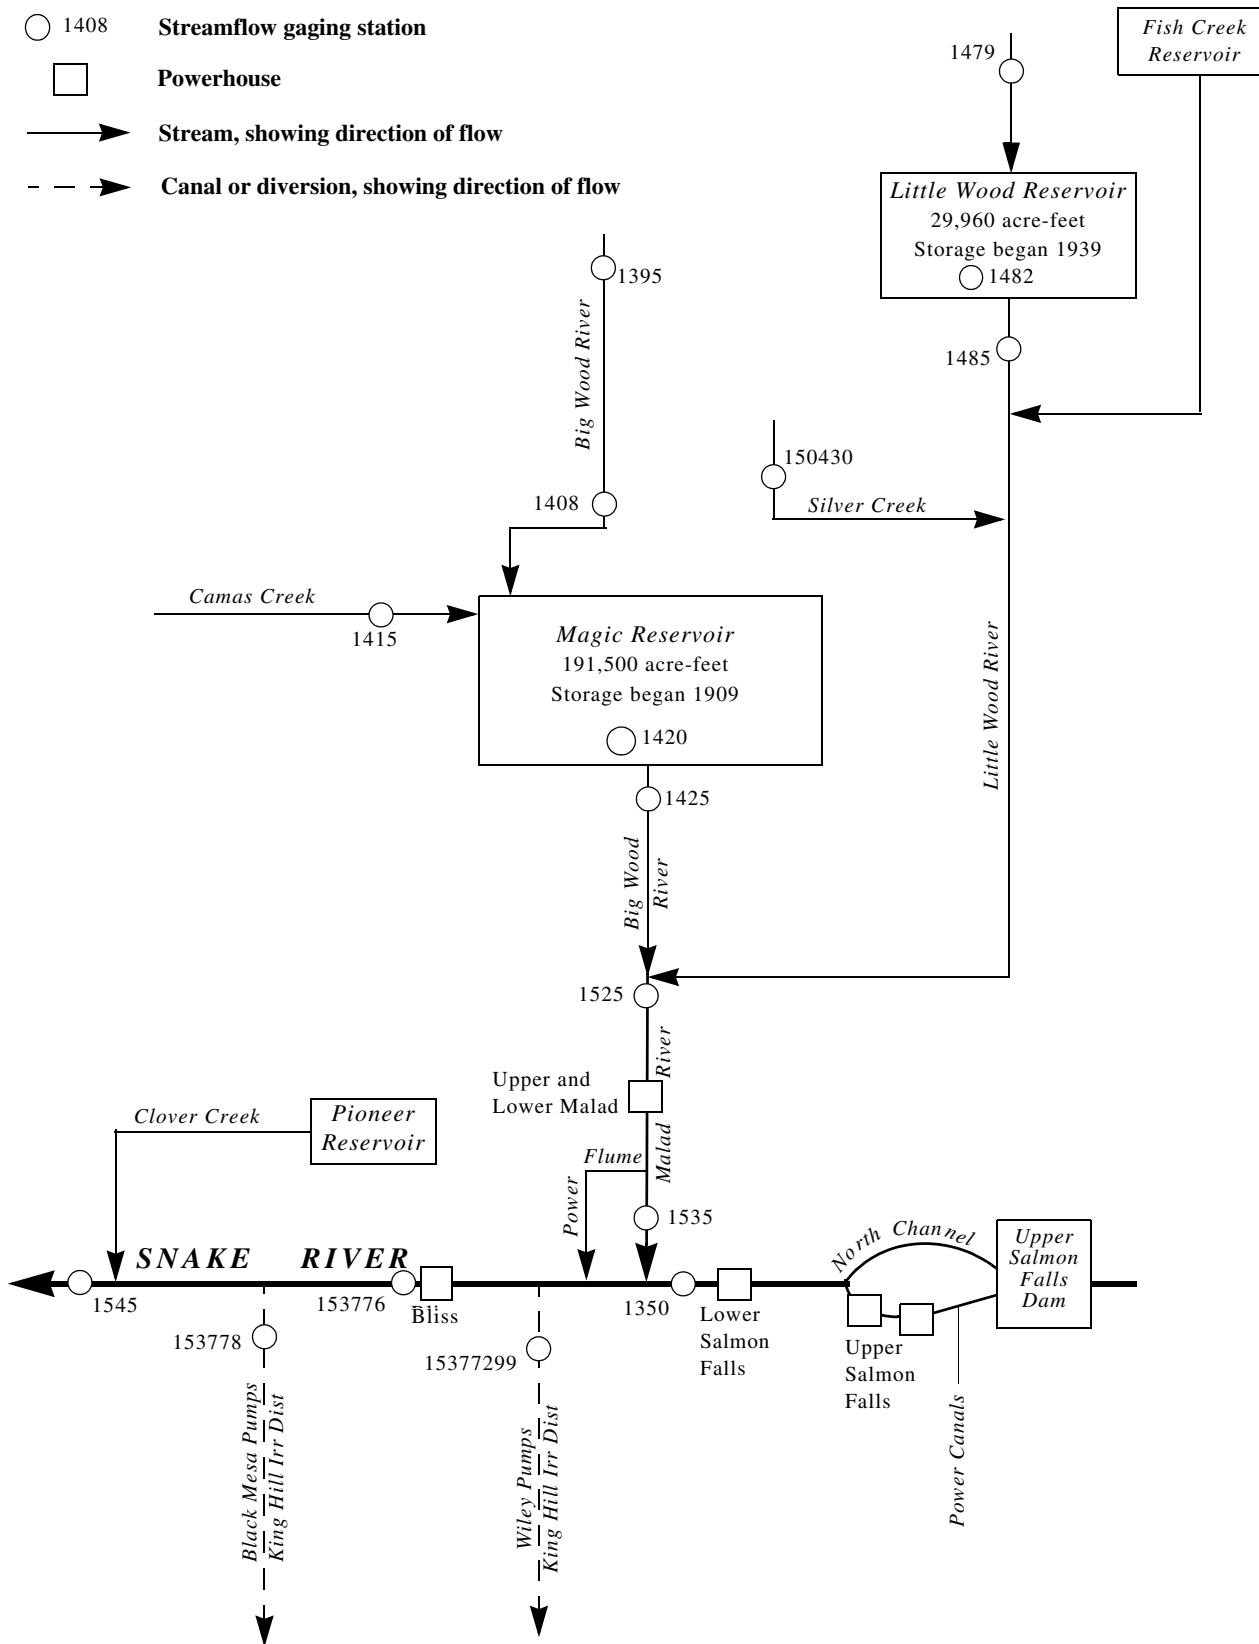 1408 Streamflow gaging station
Powerhouse
Stream, showing direction of flow
Canal or diversion, showing direction of flow
Fish Creek
Reservoir
1479
Little Wood Reservoir
29,960 acre-feet
Storage began 1939
1482
1395
Big Wood River
1485
150430
Silver Creek
1408
Camas Creek
1415
Magic Reservoir
191,500 acre-feet
Storage began 1909
1420
Little Wood River
1425
Big Wood
River
1525
River
Upper and
Lower Malad
Malad
Clover Creek
Pioneer
Reservoir
Flume
Power
1535
North Channel
Upper
Salmon
Falls
Dam
SNAKE RIVER
1545
153776
Bliss
1350
Lower
Salmon
Falls
153778
15377299
Upper
Salmon
Falls
Black Mesa Pumps
King Hill Irr Dist
Wiley Pumps
King Hill Irr Dist
Power Canals